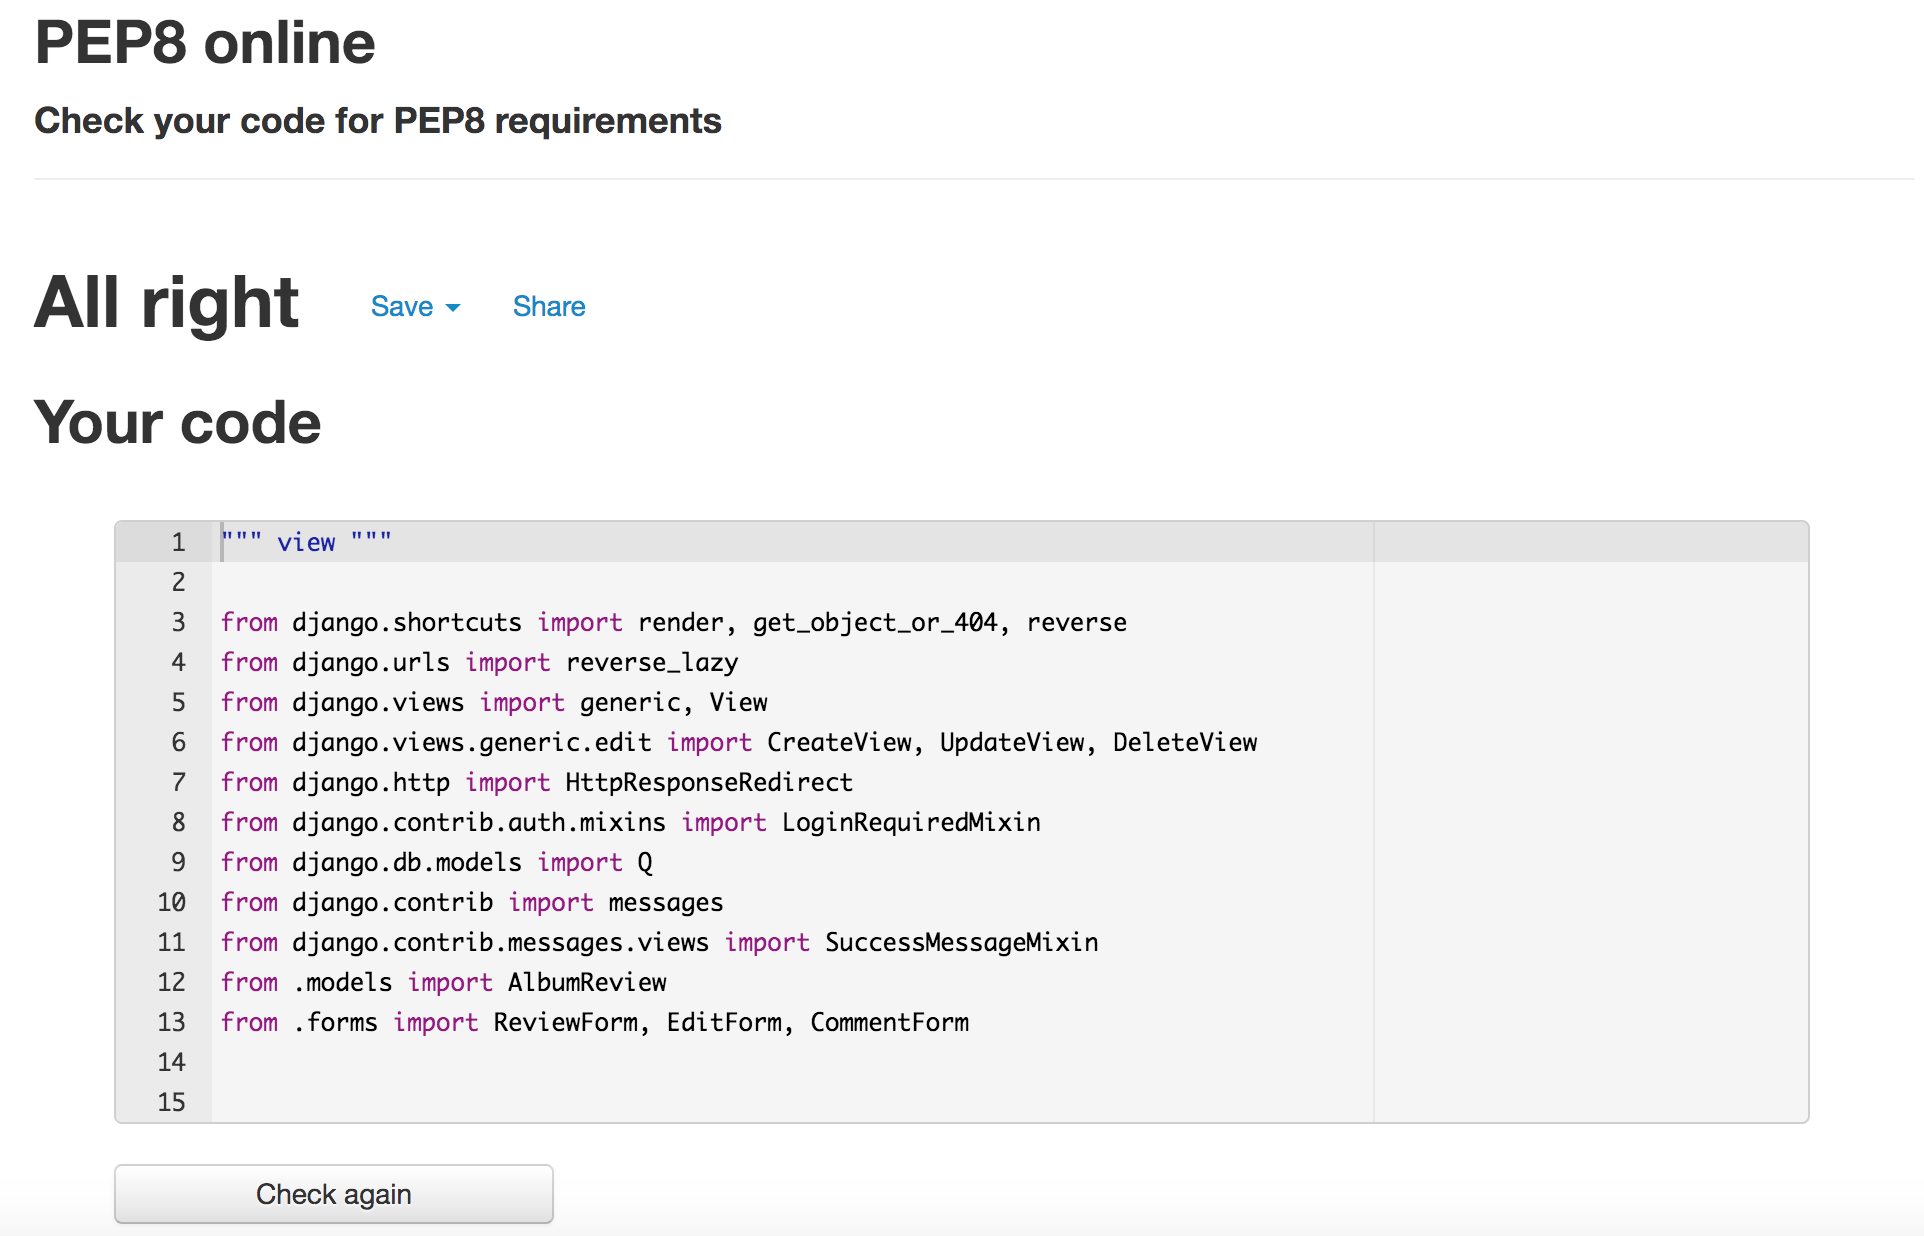 PEP8 online
Check your code for PEP8 requirements
All right Save Share
Your code
1 """ view """
2
3 from django.shortcuts import render, get_object_or_404, reverse
4 from django.urls import reverse_lazy
5 from django.views import generic, View
6 from django.views.generic.edit import CreateView, UpdateView, DeleteView
7 from django.http import HttpResponseRedirect
8 from django.contrib.auth.mixins import LoginRequiredMixin
9 from django.db.models import Q
10 from django.contrib import messages
11 from django.contrib.messages.views import SuccessMessageMixin
12 from .models import AlbumReview
13 from .forms import ReviewForm, EditForm, CommentForm
14
15
Check again